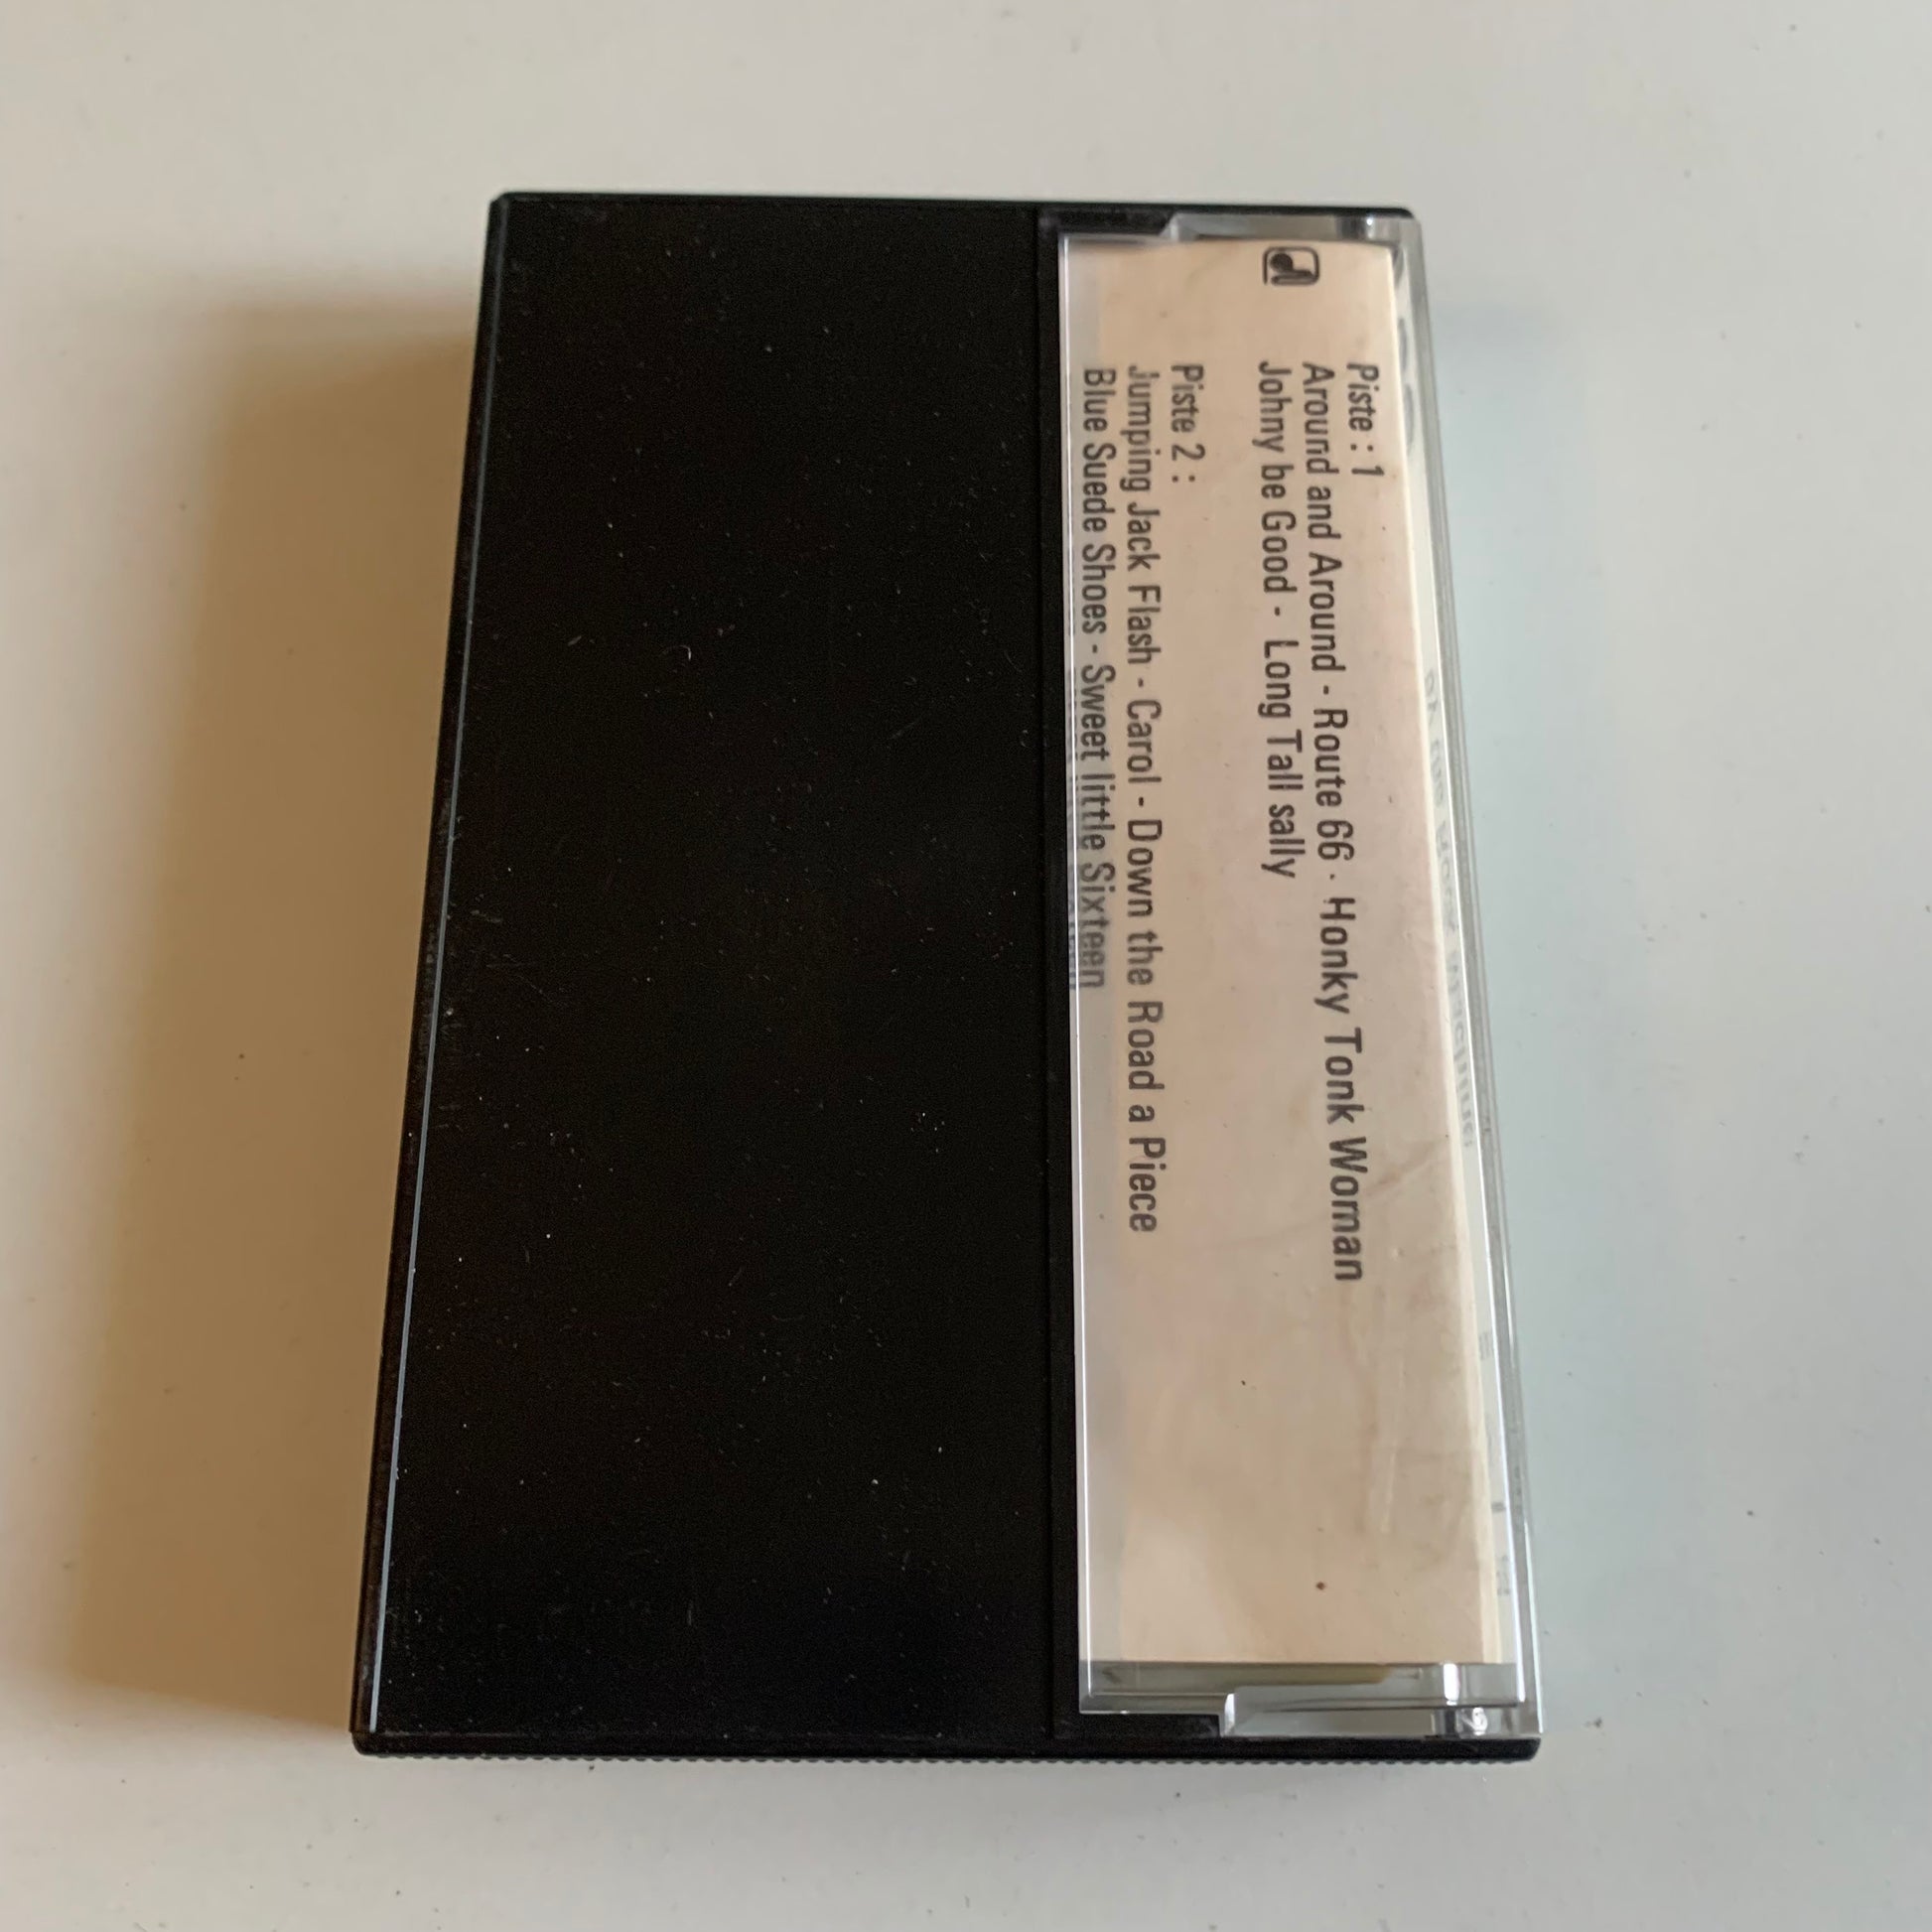 Piste : 1
Around and Around - Route 66 · Honky Tonk Woman
Johny be Good - Long Tall sally
Piste 2 :
Jumping Jack Flash - Carol - Down the Road a Piece
Blue Suede Shoes - Sweet little Sixteen